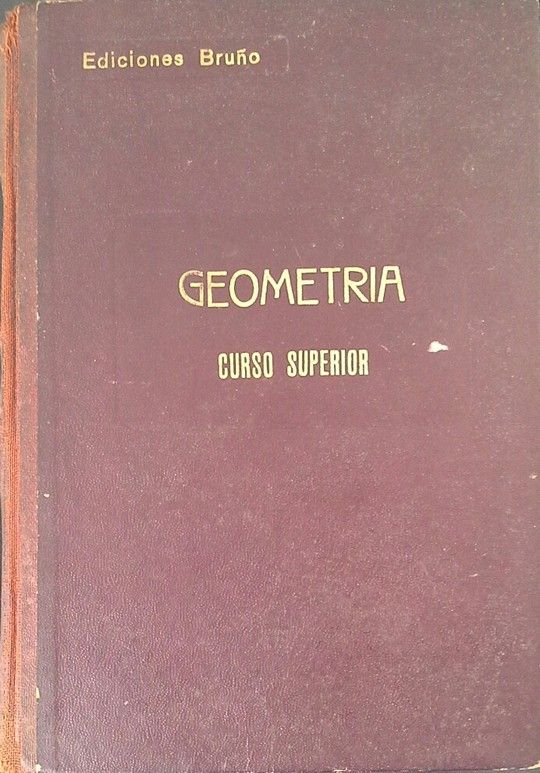 Ediciones Bruño
GEOMETRIA
CURSO SUPERIOR